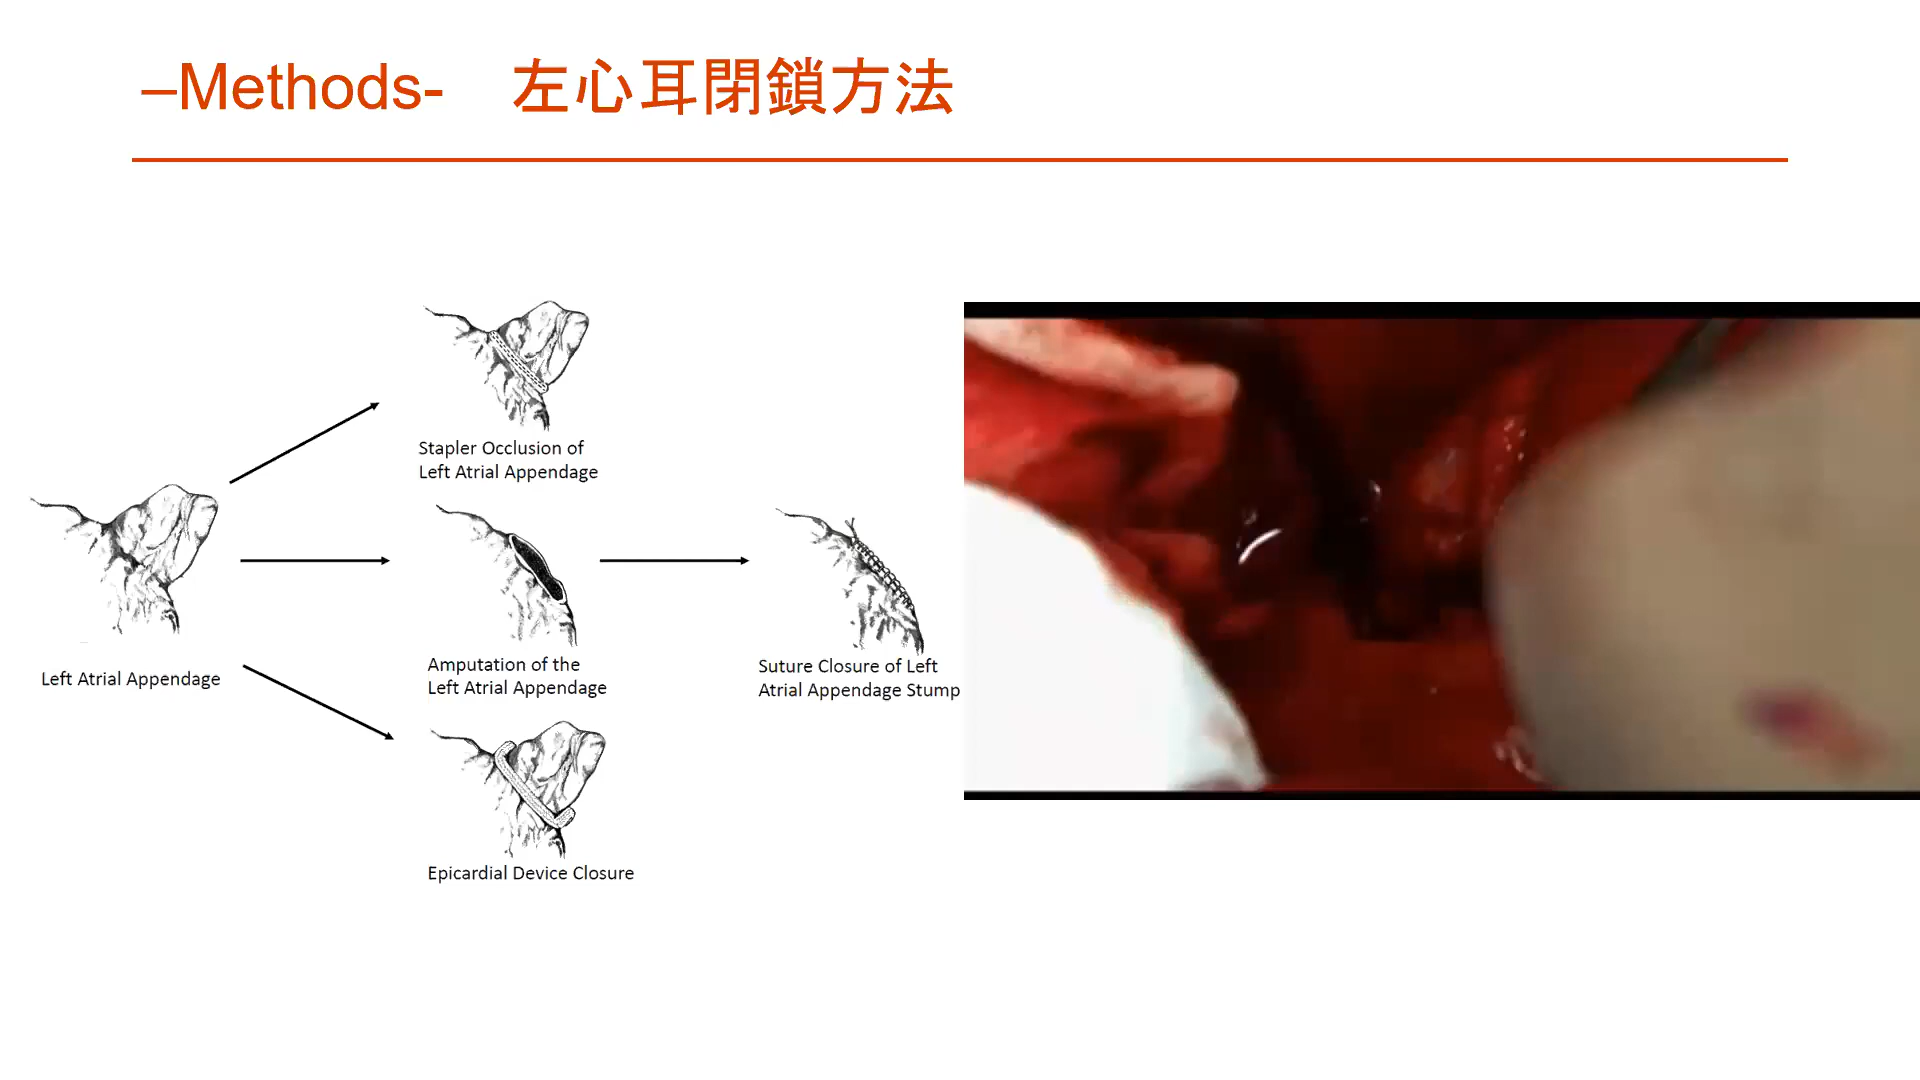 –Methods- 左心耳閉鎖方法
Stapler Occlusion of
Left Atrial Appendage
Left Atrial Appendage
Amputation of the
Left Atrial Appendage
Suture Closure of Left
Atrial Appendage Stump
Epicardial Device Closure